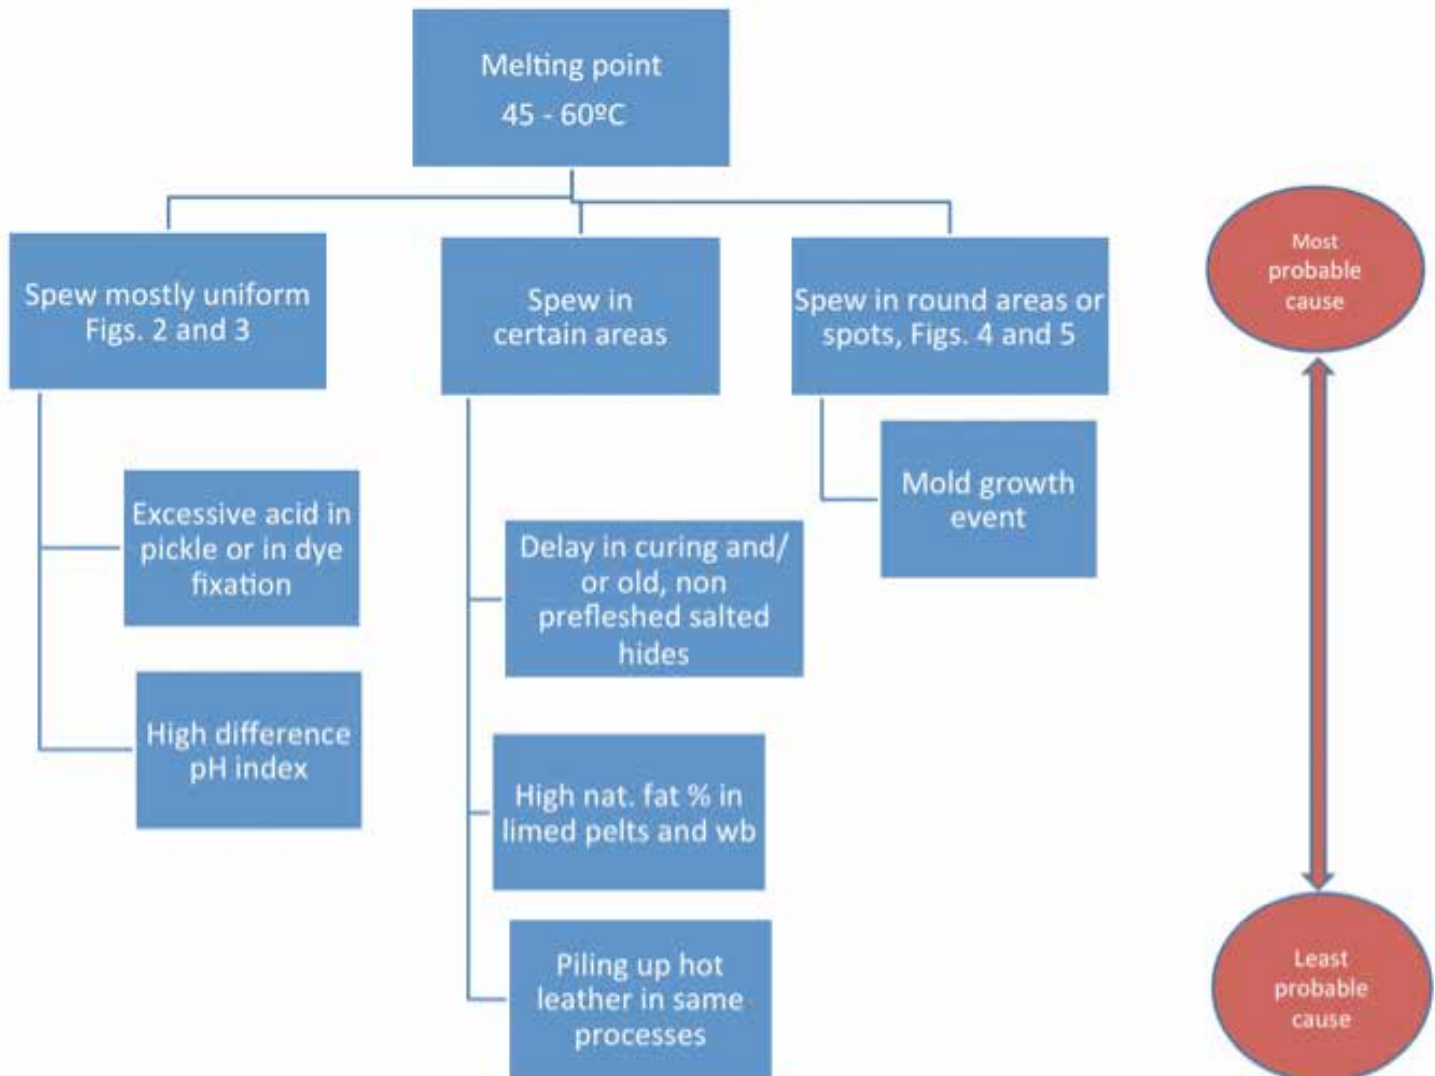 Melting point
45 - 60ºC
Spew mostly uniform
Figs. 2 and 3
Spew in
certain areas
Spew in round areas or
spots, Figs. 4 and 5
Most
probable
cause
Excessive acid in
pickle or in dye
fixation
High difference
pH index
Delay in curing and/
or old, non
prefleshed salted
hides
High nat. fat % in
limed pelts and wb
Piling up hot
leather in same
processes
Mold growth
event
Least
probable
cause